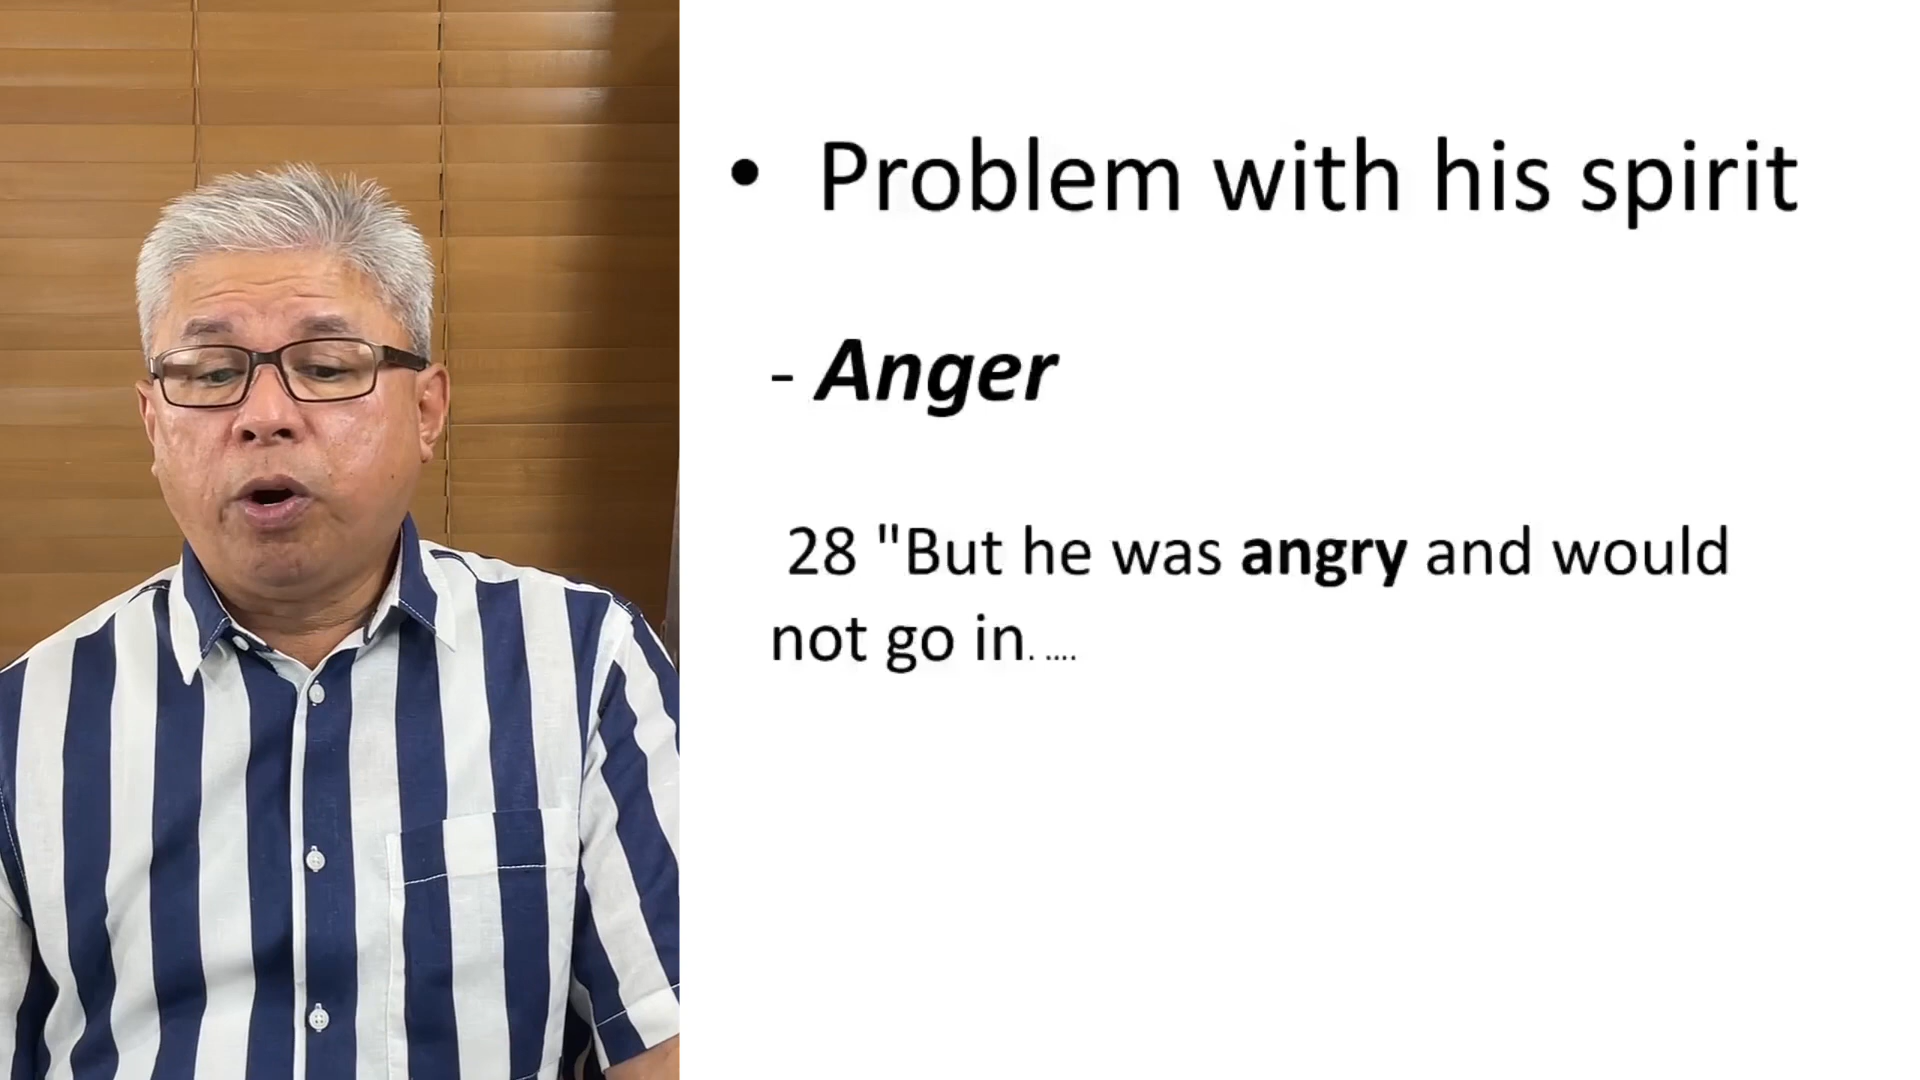 • Problem with his spirit
- Anger
28 "But he was angry and would
not go in. ....